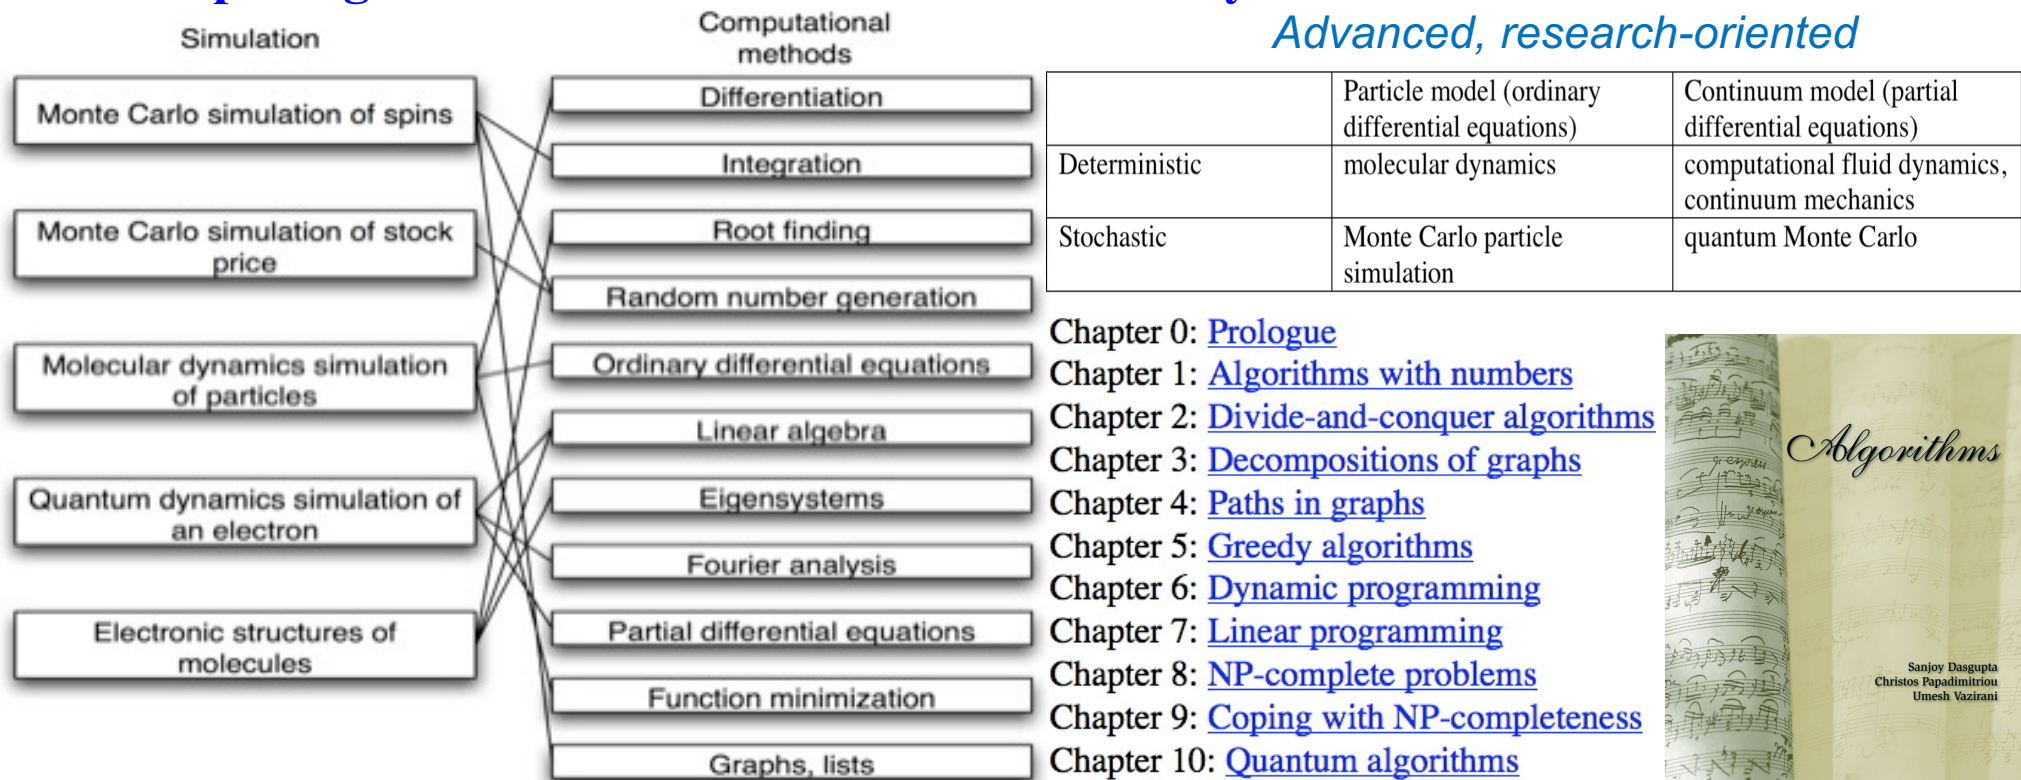 Simulation
Computational
methods
Monte Carlo simulation of spins
Monte Carlo simulation of stock
price
Molecular dynamics simulation
of particles
Quantum dynamics simulation of
an electron
Electronic structures of
molecules
Differentiation
Integration
Root finding
Random number generation
Ordinary differential equations
Linear algebra
Eigensystems
Fourier analysis
Partial differential equations
Function minimization
Graphs, lists
Advanced, research-oriented
Particle model (ordinary
differential equations)
Continuum model (partial
differential equations)
Deterministic
molecular dynamics
computational fluid dynamics,
continuum mechanics
Stochastic
Monte Carlo particle
simulation
quantum Monte Carlo
Chapter 0: Prologue
Chapter 1: Algorithms with numbers
Chapter 2: Divide-and-conquer algorithms
Chapter 3: Decompositions of graphs
Chapter 4: Paths in graphs
Chapter 5: Greedy algorithms
Chapter 6: Dynamic programming
Chapter 7: Linear programming
Chapter 8: NP-complete problems
Chapter 9: Coping with NP-completeness
Chapter 10: Quantum algorithms
Algorithms
Sanjoy Dasgupta
Christos Papadimitriou
Umesh Vazirani